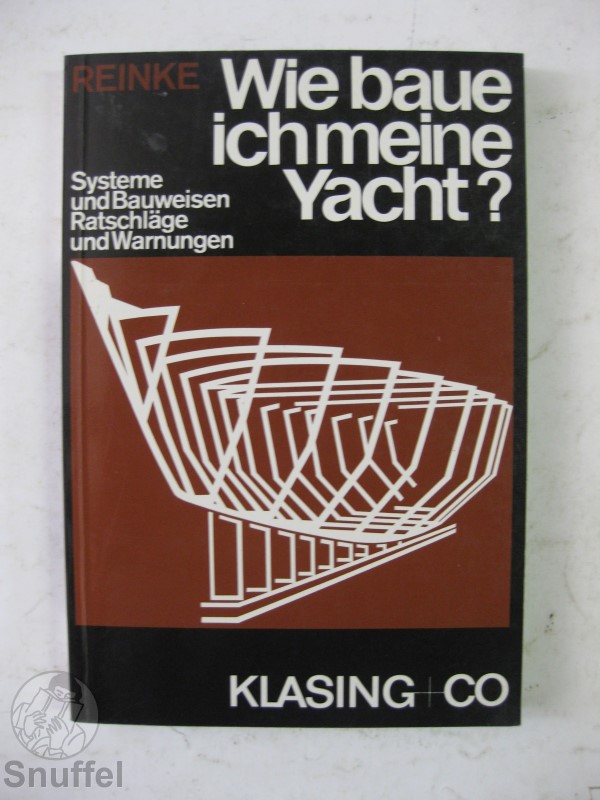 REINKE
Wie baue
ich meine
Yacht?
Systeme
und Bauweisen
Ratschläge
und Warnungen
KLASING+CO
Snuffel